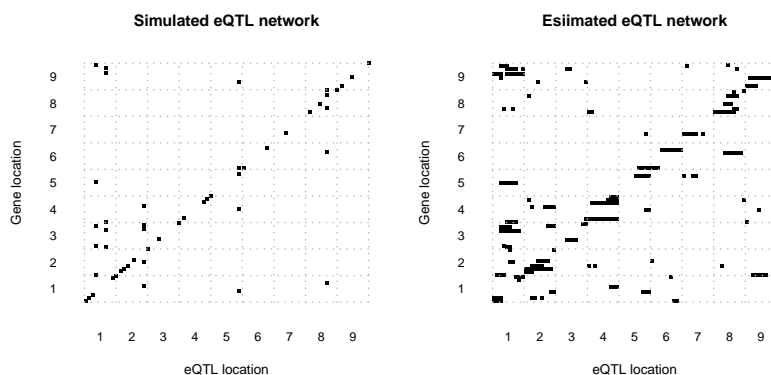 Simulated eQTL network
Esiimated eQTL network
9
8
7
6
5
4
3
2
1
Gene location
1 2 3 4 5 6 7 8 9
eQTL location
9
8
7
6
5
4
3
2
1
Gene location
1 2 3 4 5 6 7 8 9
eQTL location